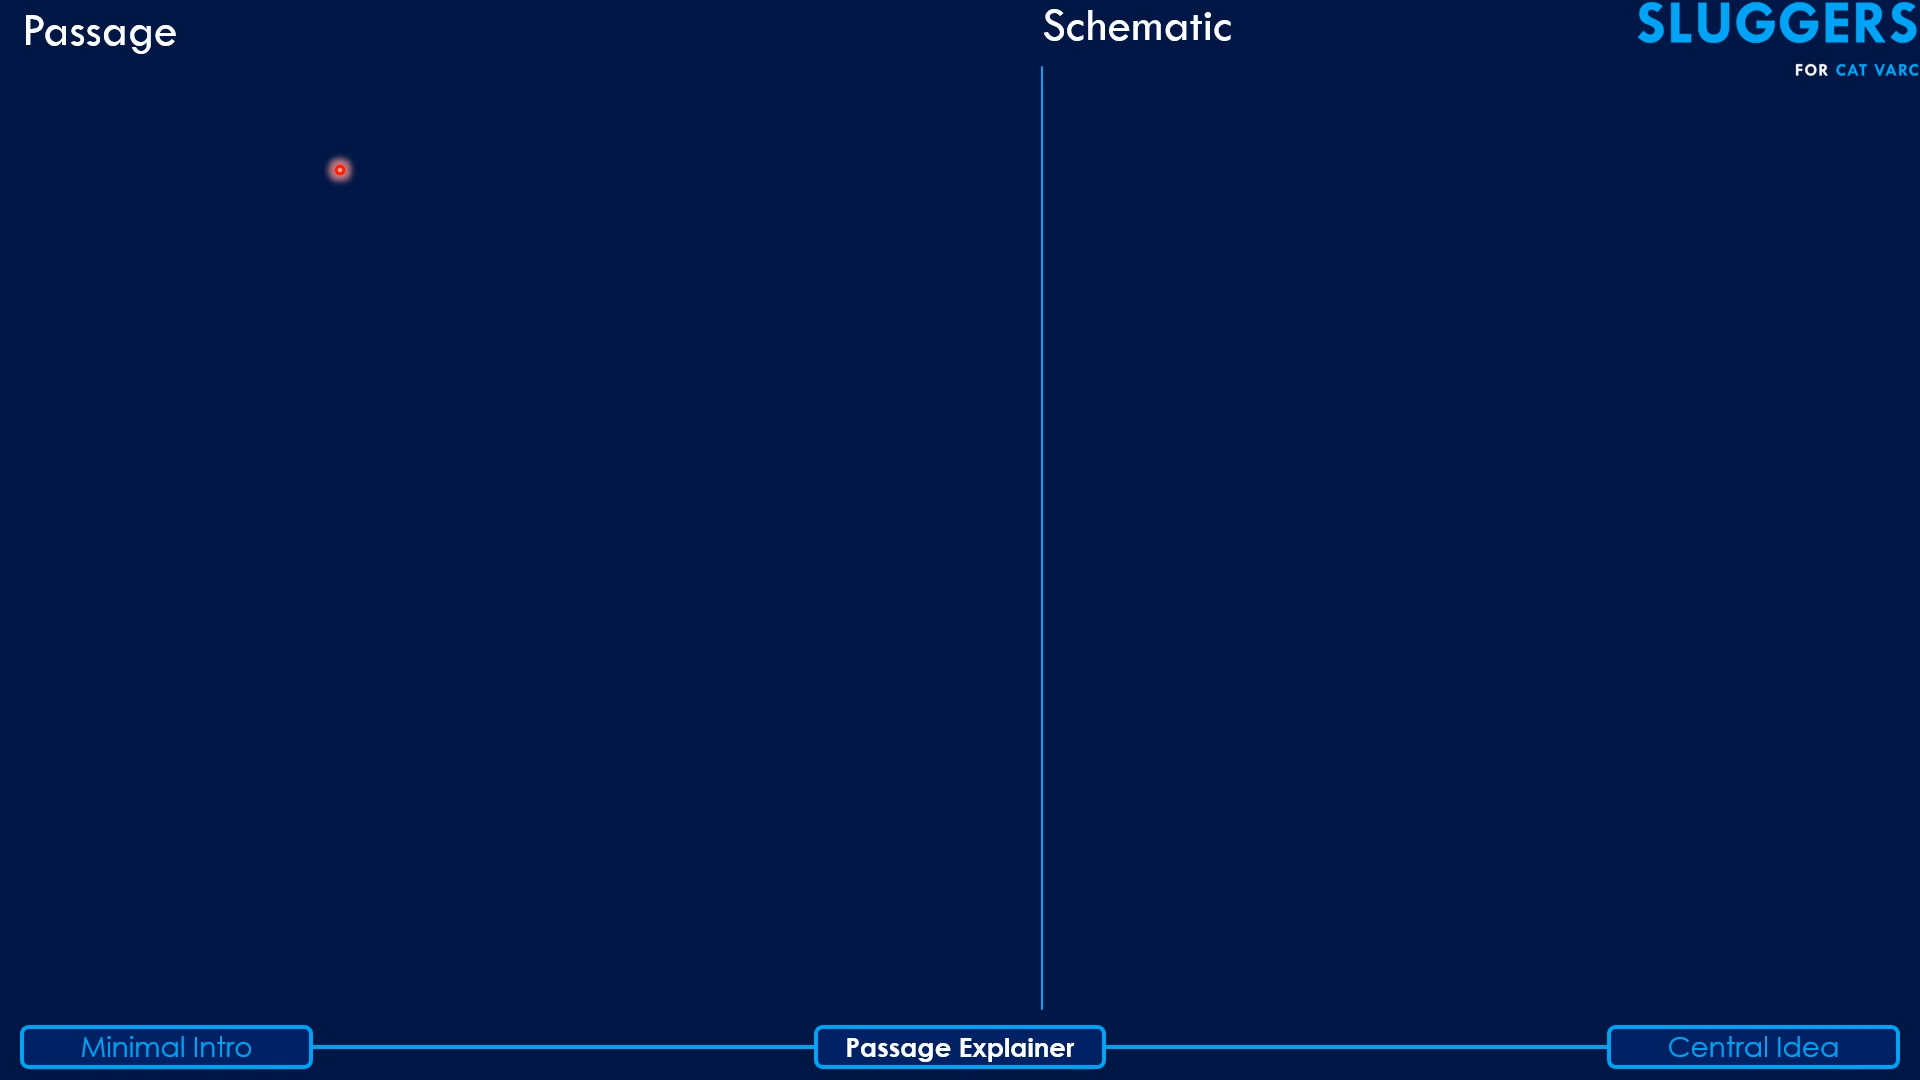 Passage
Schematic
SLUGGERS
FOR CAT VARC
Minimal Intro
Passage Explainer
Central Idea